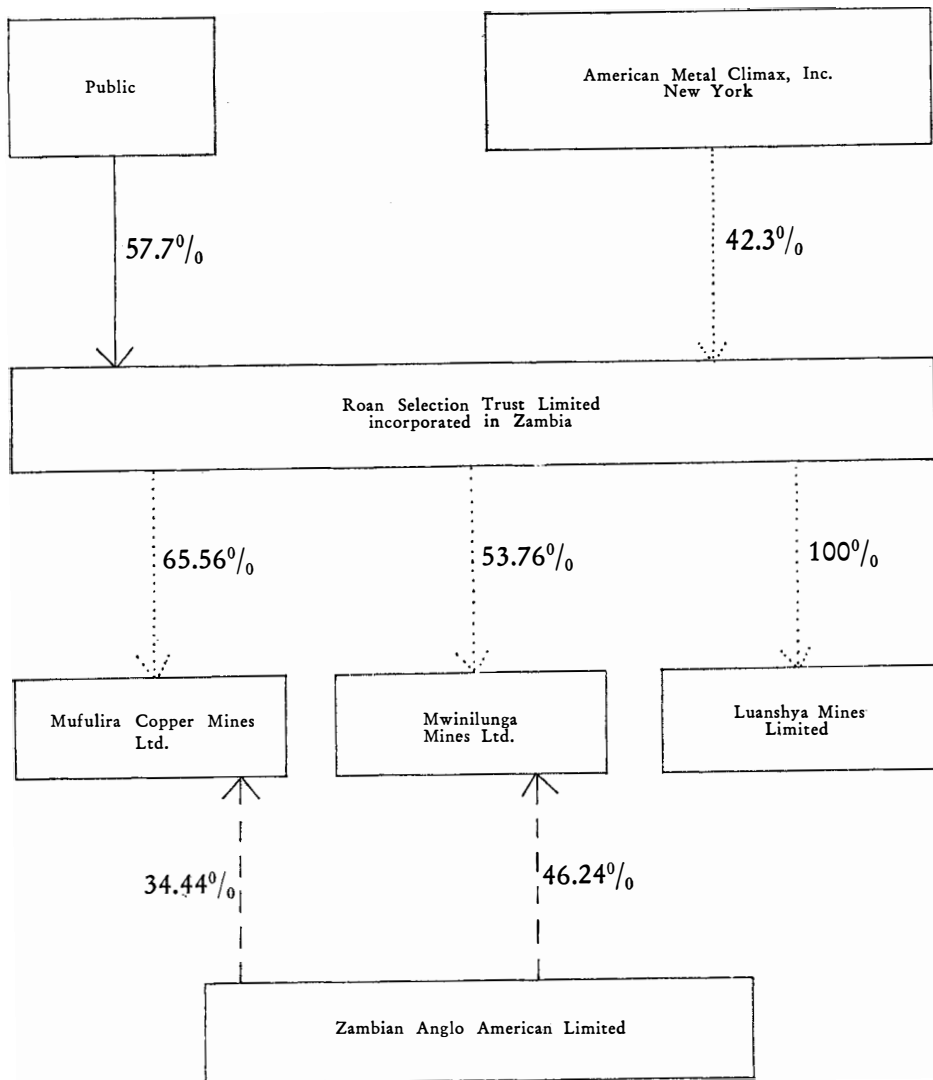 Public
American Metal Climax, Inc.
New York
57.7%
42.3%
Roan Selection Trust Limited
incorporated in Zambia
65.56%
53.76%
100%
Mufulira Copper Mines
Ltd.
Mwinilunga
Mines Ltd.
Luanshya Mines
Limited
34.44%
46.24%
Zambian Anglo American Limited